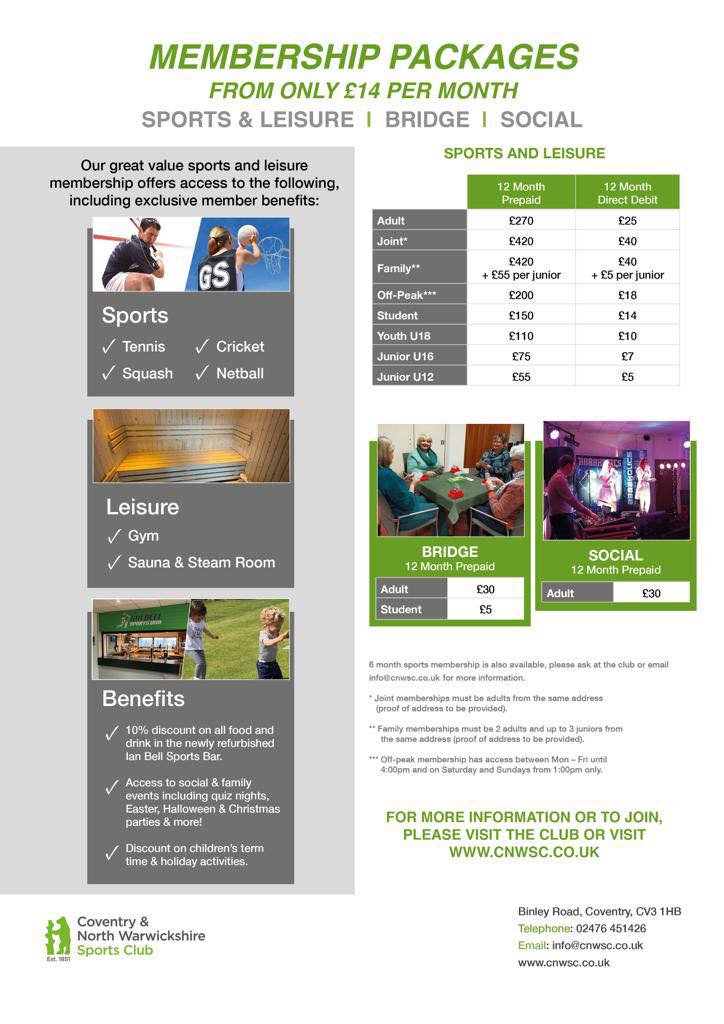 MEMBERSHIP PACKAGES
FROM ONLY £14 PER MONTH
SPORTS & LEISURE | BRIDGE | SOCIAL
Our great value sports and leisure
membership offers access to the following,
including exclusive member benefits:
GS
Sports
✓ Tennis ✓ Cricket
✓ Squash ✓ Netball
Leisure
✓ Gym
✓ Sauna & Steam Room
Benefits
✓ 10% discount on all food and
drink in the newly refurbished
Ian Bell Sports Bar.
✓ Access to social & family
events including quiz nights,
Easter, Halloween & Christmas
parties & more!
✓ Discount on children's term
time & holiday activities.
SPORTS AND LEISURE
12 Month Prepaid 12 Month Direct Debit
Adult £270 £25
Joint* £420 £40
Family** £420 + £55 per junior £40 + £5 per junior
Off-Peak*** £200 £18
Student £150 £14
Youth U18 £110 £10
Junior U16 £75 £7
Junior U12 £55 £5
BRIDGE
12 Month Prepaid
Adult £30
Student £5
SOCIAL
12 Month Prepaid
Adult £30
6 month sports membership is also available, please ask at the club or email
info@cnwsc.co.uk for more information.
* Joint memberships must be adults from the same address
(proof of address to be provided).
** Family memberships must be 2 adults and up to 3 juniors from
the same address (proof of address to be provided).
*** Off-peak membership has access between Mon – Fri until
4:00pm and on Saturday and Sundays from 1:00pm only.
FOR MORE INFORMATION OR TO JOIN,
PLEASE VISIT THE CLUB OR VISIT
WWW.CNWSC.CO.UK
Coventry &
North Warwickshire
Sports Club
Est. 1851
Binley Road, Coventry, CV3 1HB
Telephone: 02476 451426
Email: info@cnwsc.co.uk
www.cnwsc.co.uk